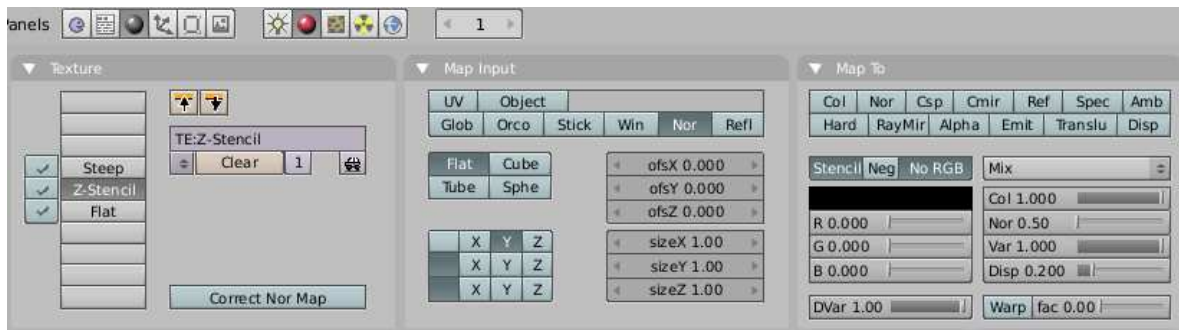 anels 1
Texture
Map Input
Map To
TE:Z-Stencil
Clear 1
Steep
Z-Stencil
Flat
Correct Nor Map
UV Object
Glob Orco Stick Win Nor Refl
Flat Cube
Tube Sphe
ofsX 0.000
ofsY 0.000
ofsZ 0.000
X Y Z
X Y Z
X Y Z
sizeX 1.00
sizeY 1.00
sizeZ 1.00
Col Nor Csp Cmir Ref Spec Amb
Hard RayMir Alpha Emit Translu Disp
Stencil Neg No RGB
Mix
R 0.000
G 0.000
B 0.000
DVar 1.00
Col 1.000
Nor 0.50
Var 1.000
Disp 0.200
Warp fac 0.00